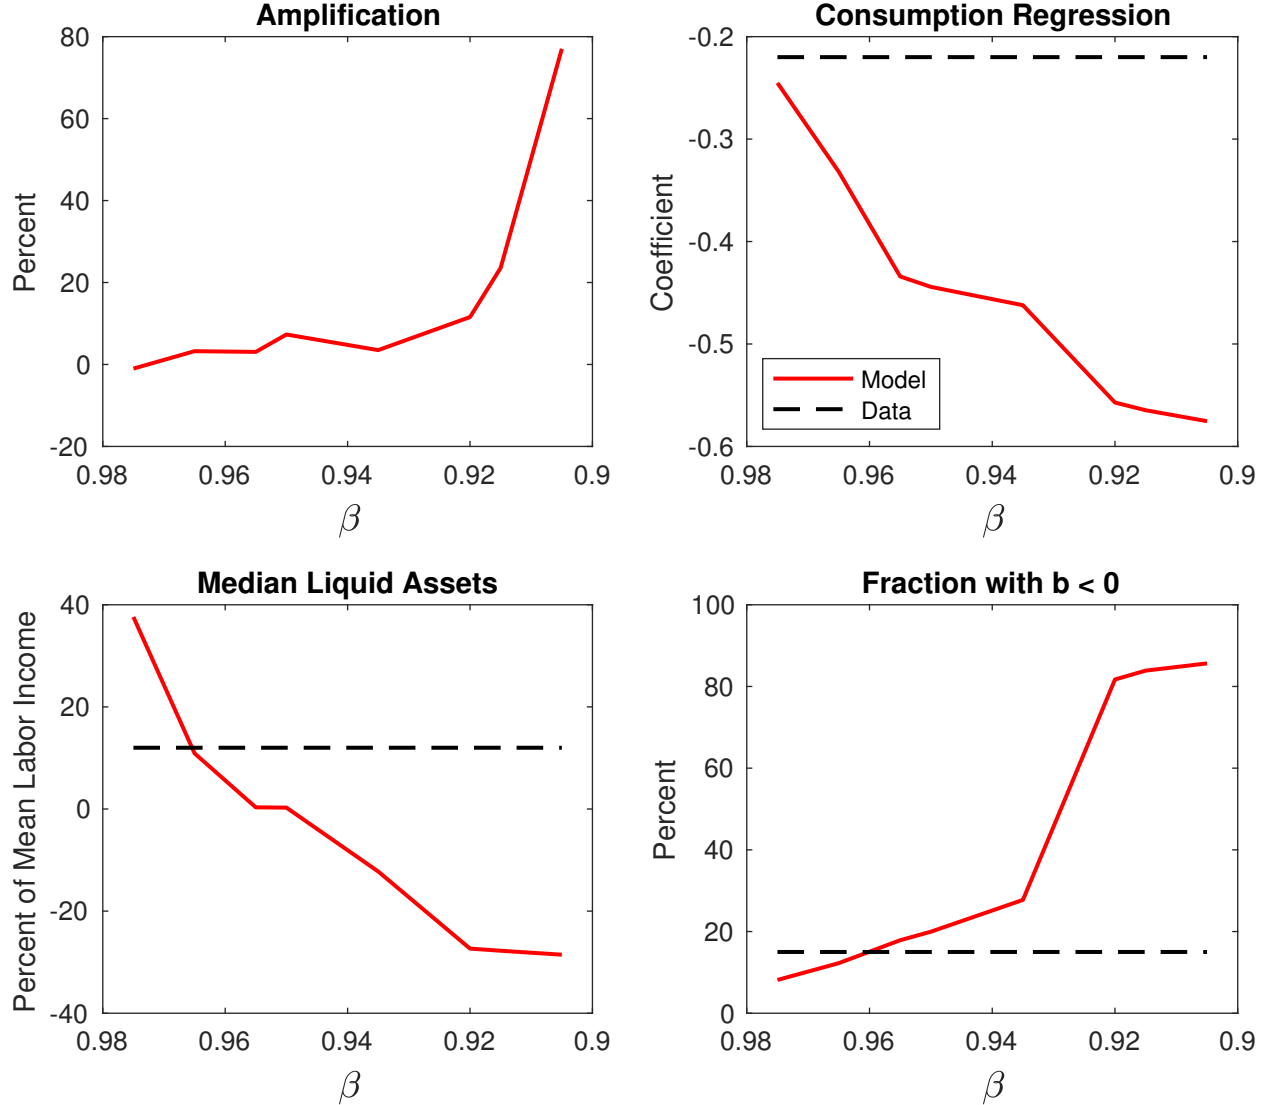 Amplification
80
60
40
20
0
-20
Percent
0.98 0.96 0.94 0.92 0.9
β
Consumption Regression
-0.2
-0.3
-0.4
-0.5
-0.6
Coefficient
Model
Data
0.98 0.96 0.94 0.92 0.9
β
Median Liquid Assets
40
20
0
-20
-40
Percent of Mean Labor Income
0.98 0.96 0.94 0.92 0.9
β
Fraction with b < 0
100
80
60
40
20
0
Percent
0.98 0.96 0.94 0.92 0.9
β